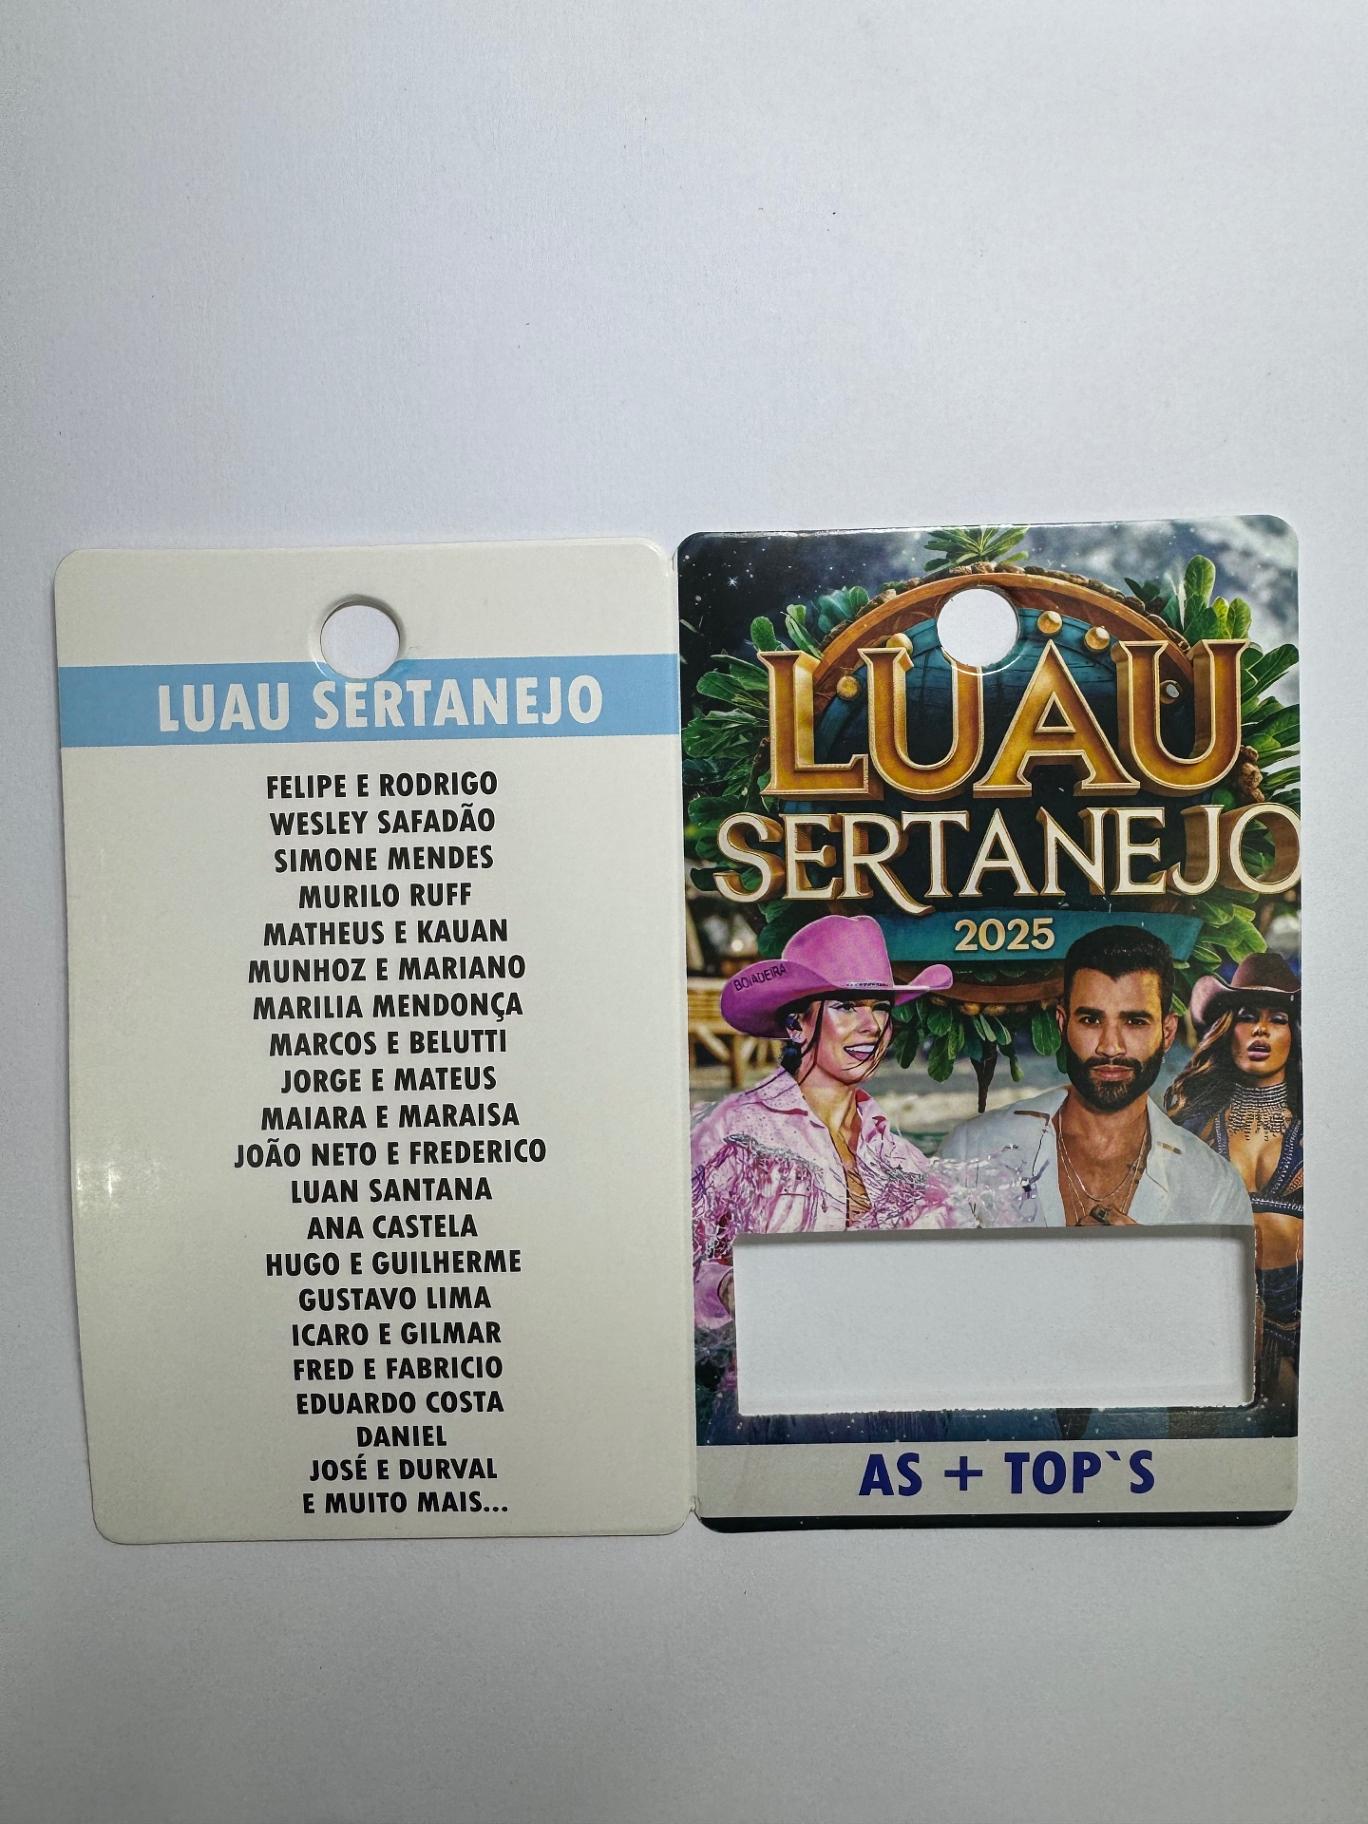 LUAU SERTANEJO
FELIPE E RODRIGO
WESLEY SAFADÃO
SIMONE MENDES
MURILO RUFF
MATHEUS E KAUAN
MUNHOZ E MARIANO
MARILIA MENDONÇA
MARCOS E BELUTTI
JORGE E MATEUS
MAIARA E MARAISA
JOÃO NETO E FREDERICO
LUAN SANTANA
ANA CASTELA
HUGO E GUILHERME
GUSTAVO LIMA
ICARO E GILMAR
FRED E FABRICIO
EDUARDO COSTA
DANIEL
JOSÉ E DURVAL
E MUITO MAIS...
LUAU
SERTANEJO
2025
BOIADEIRA
AS + TOP`S